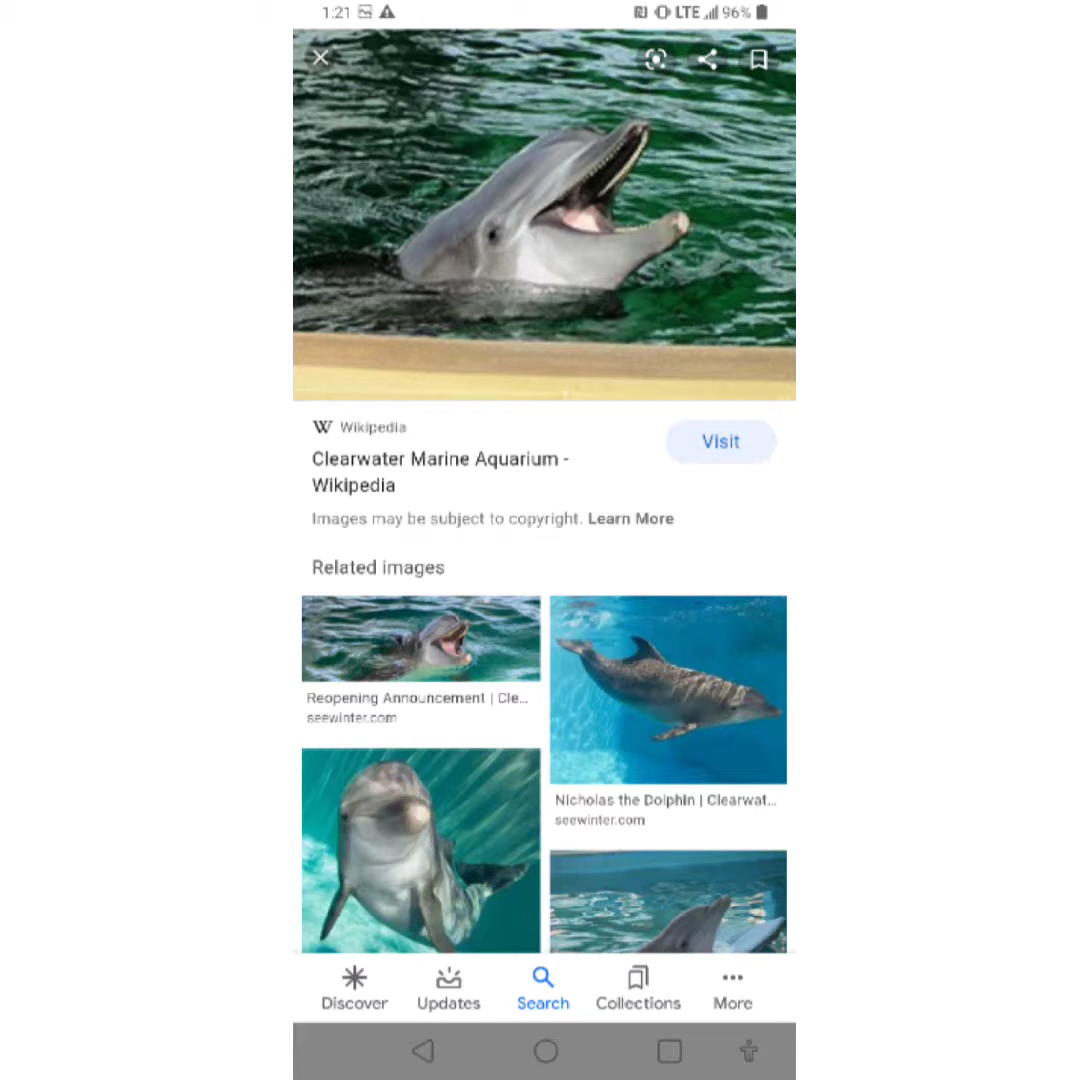 1:21 LTE 96%
W Wikipedia
Visit
Clearwater Marine Aquarium -
Wikipedia
Images may be subject to copyright. Learn More
Related images
Reopening Announcement | Cle...
seewinter.com
Nicholas the Dolphin | Clearwat...
seewinter.com
Discover Updates Search Collections More